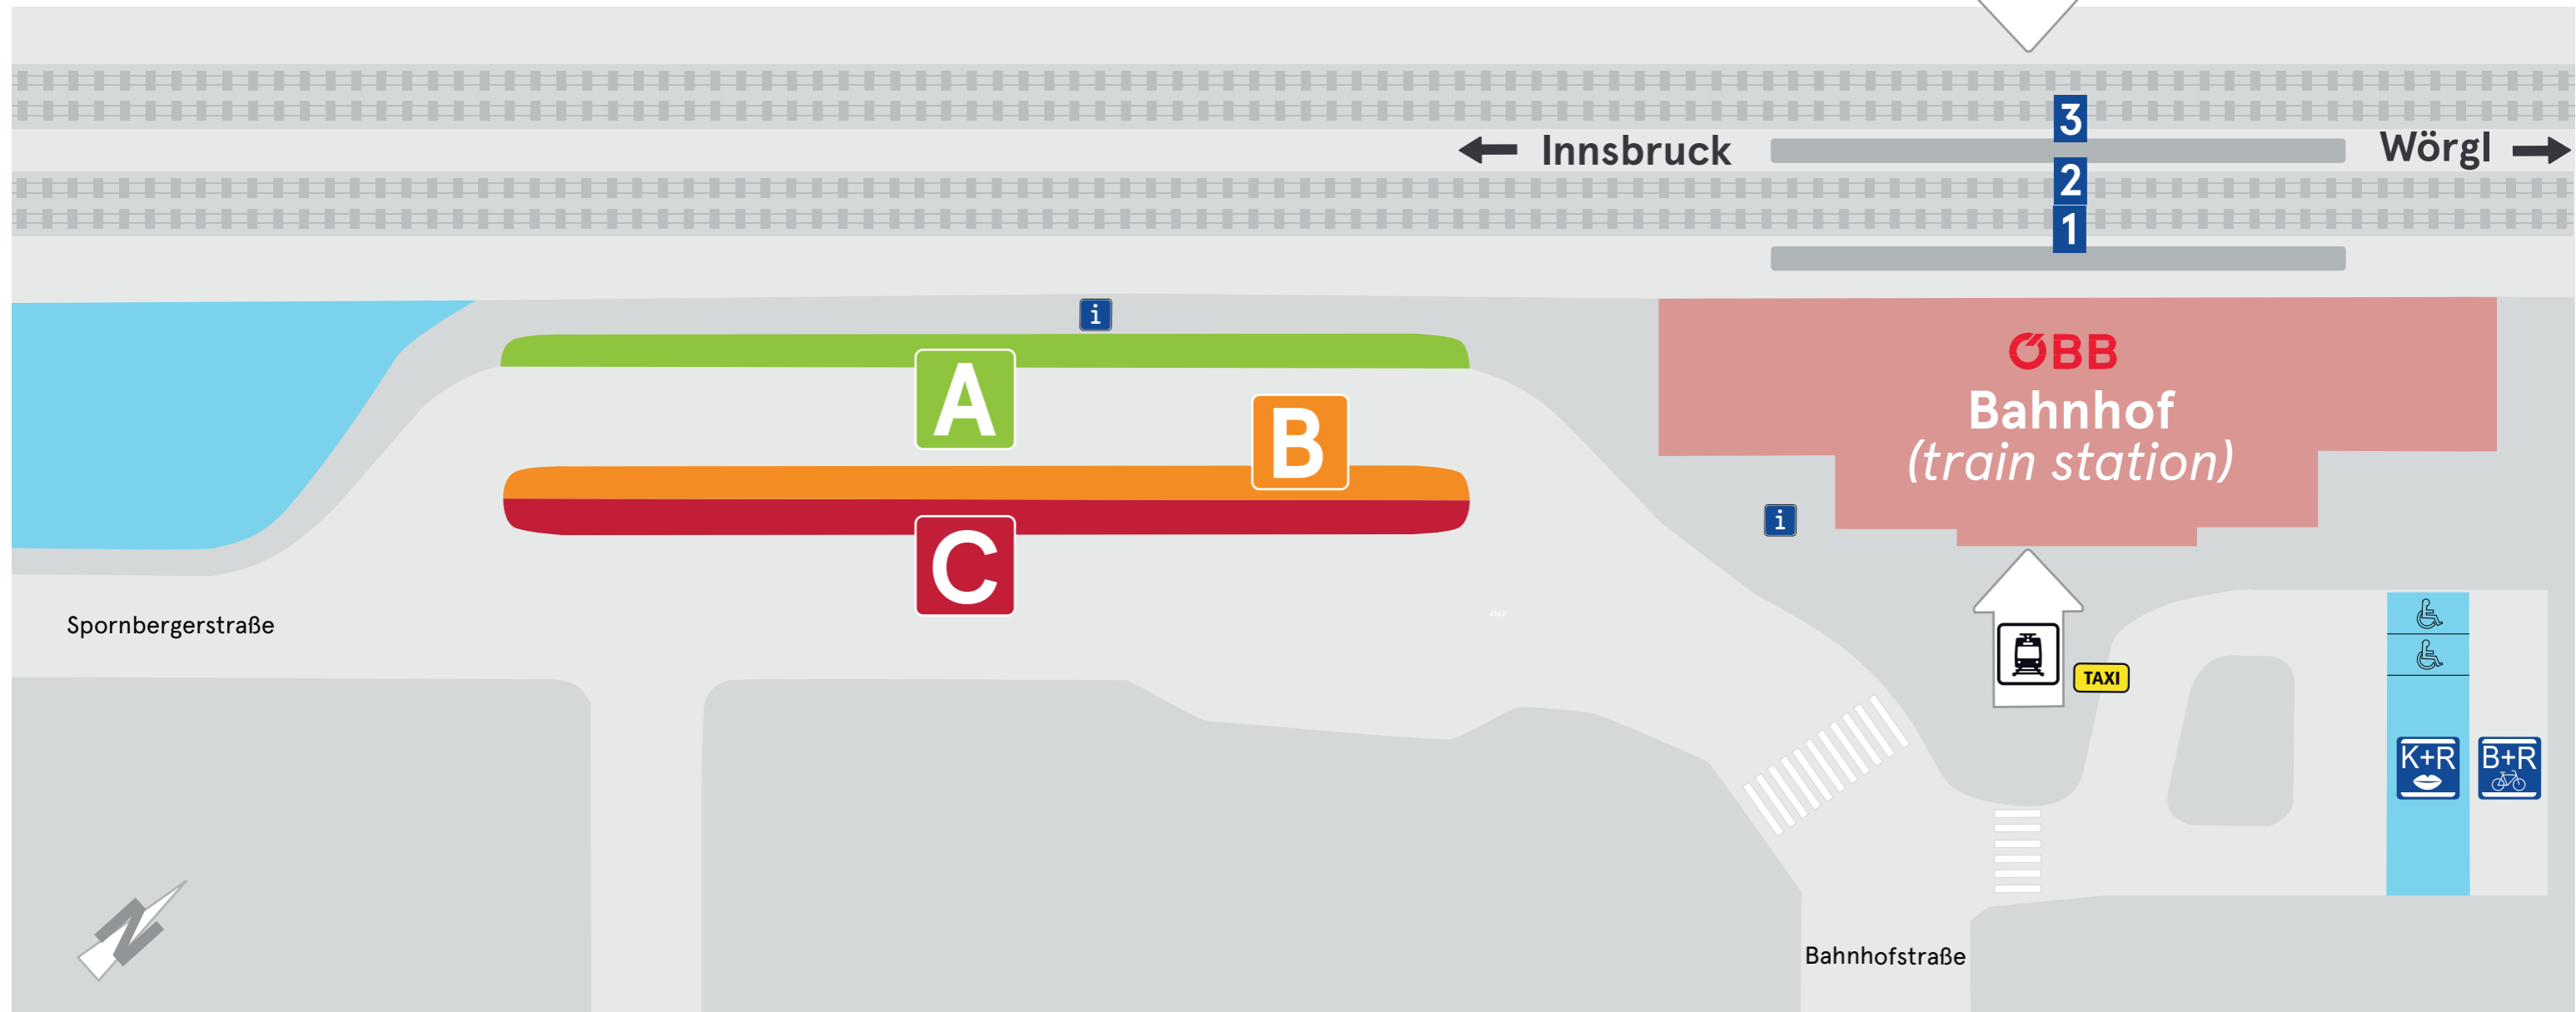 3
Innsbruck
Wörgl
2
1
i
ÖBB
A
Bahnhof
B
(train station)
i
C
Spornbergerstraße
TAXI
K+R
B+R
N
Bahnhofstraße